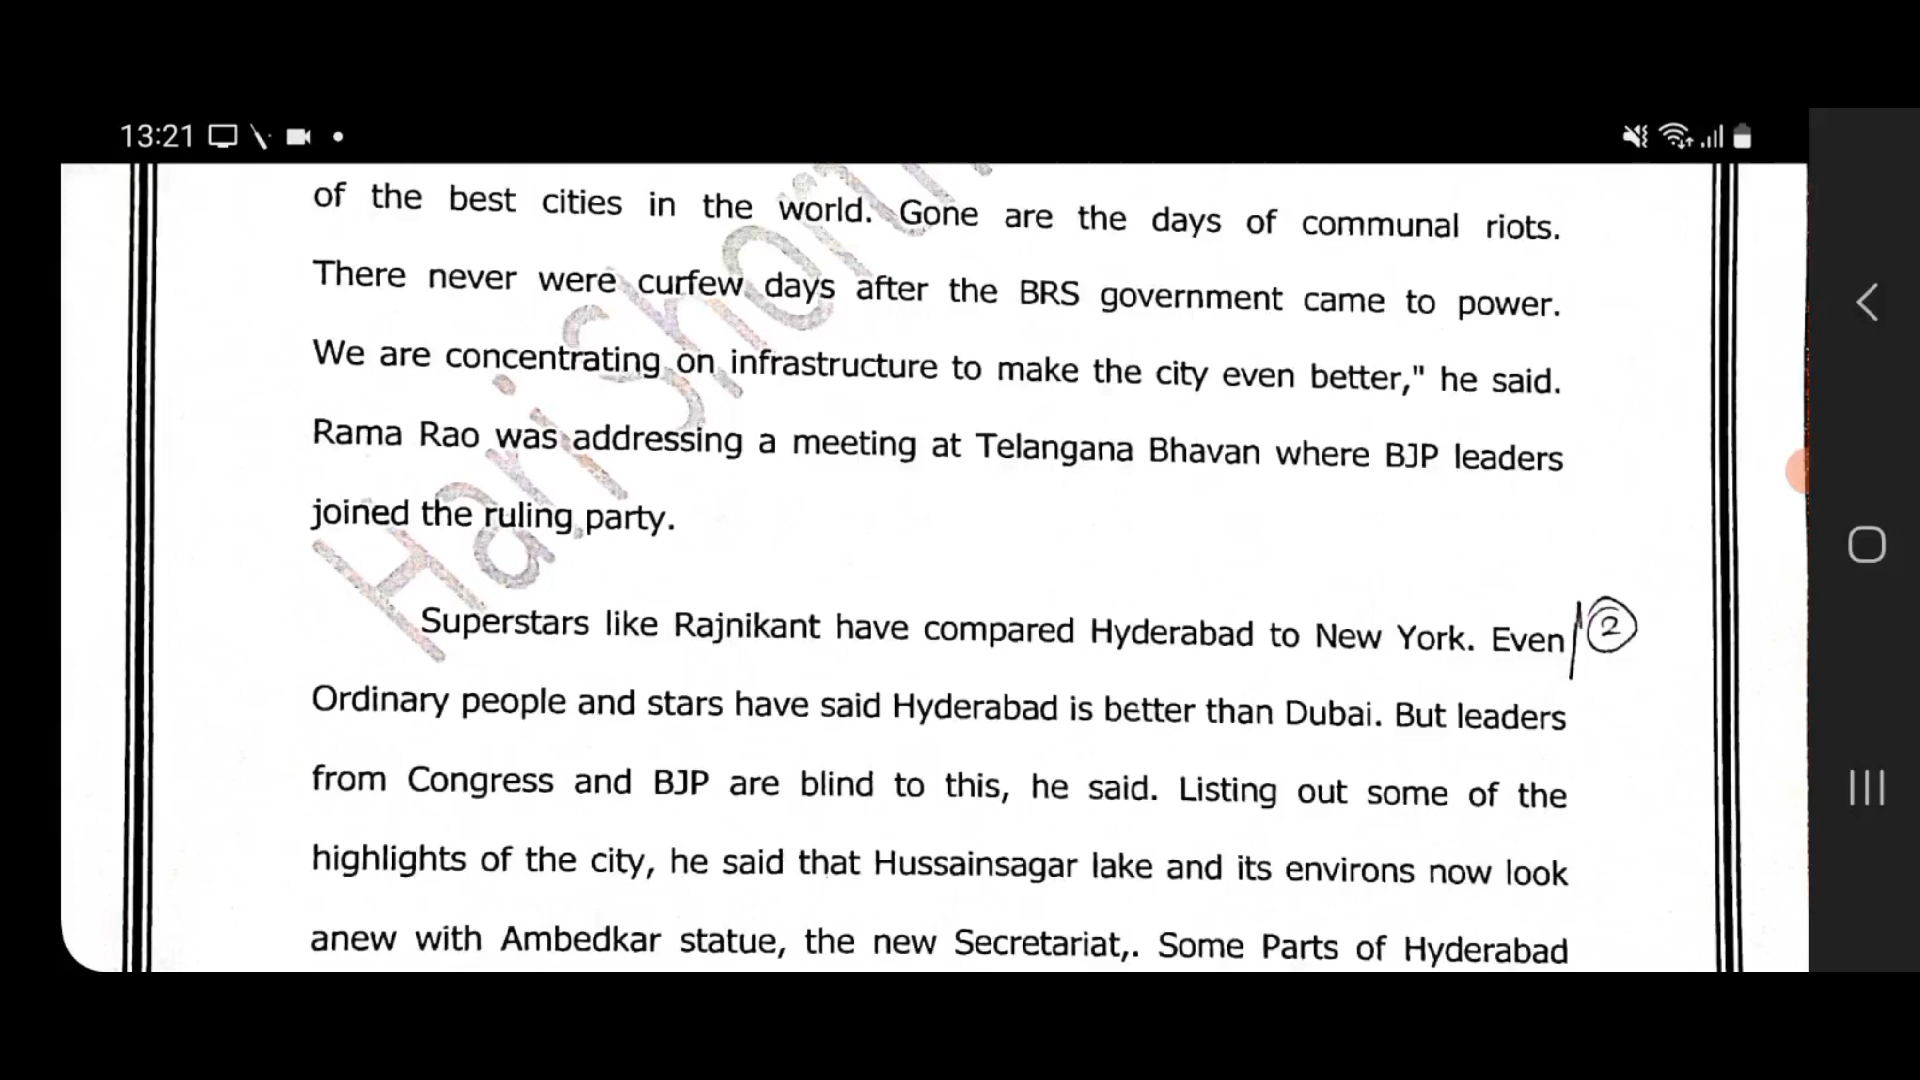 13:21
of the best cities in the world. Gone are the days of communal riots.
There never were curfew days after the BRS government came to power.
We are concentrating on infrastructure to make the city even better," he said.
Rama Rao was addressing a meeting at Telangana Bhavan where BJP leaders
joined the ruling party.
Superstars like Rajnikant have compared Hyderabad to New York. Even
2
Ordinary people and stars have said Hyderabad is better than Dubai. But leaders
from Congress and BJP are blind to this, he said. Listing out some of the
highlights of the city, he said that Hussainsagar lake and its environs now look
anew with Ambedkar statue, the new Secretariat,. Some Parts of Hyderabad
Hari